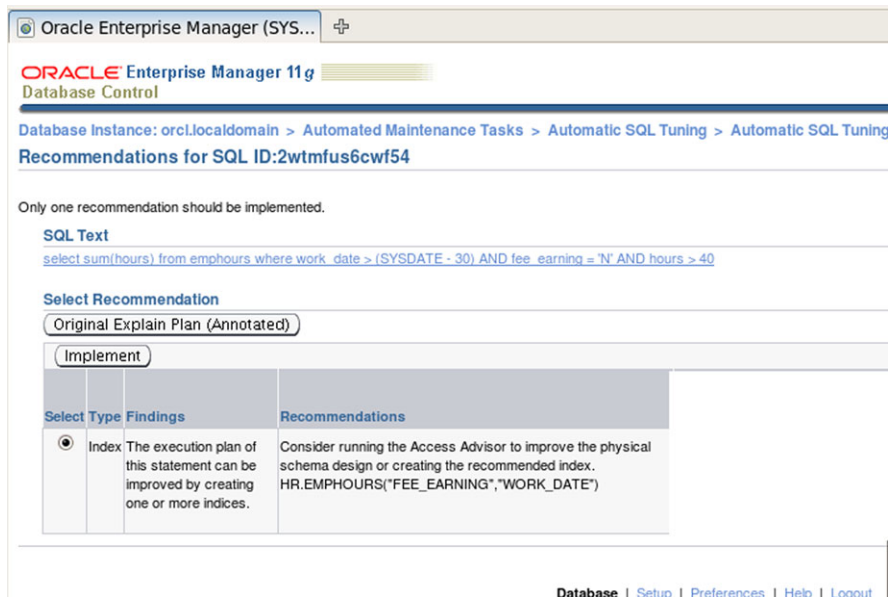 Oracle Enterprise Manager (SYS...
ORACLE Enterprise Manager 11g
Database Control
Database Instance: orcl.localdomain > Automated Maintenance Tasks > Automatic SQL Tuning > Automatic SQL Tuning
Recommendations for SQL ID:2wtmfus6cwf54
Only one recommendation should be implemented.
SQL Text
select sum(hours) from emphours where work_date > (SYSDATE - 30) AND fee_earning = 'N' AND hours > 40
Select Recommendation
Original Explain Plan (Annotated)
Implement
Select Type Findings Recommendations
Index The execution plan of Consider running the Access Advisor to improve the physical
this statement can be schema design or creating the recommended index.
improved by creating HR.EMPHOURS("FEE_EARNING","WORK_DATE")
one or more indices.
Database | Setup | Preferences | Help | Logout